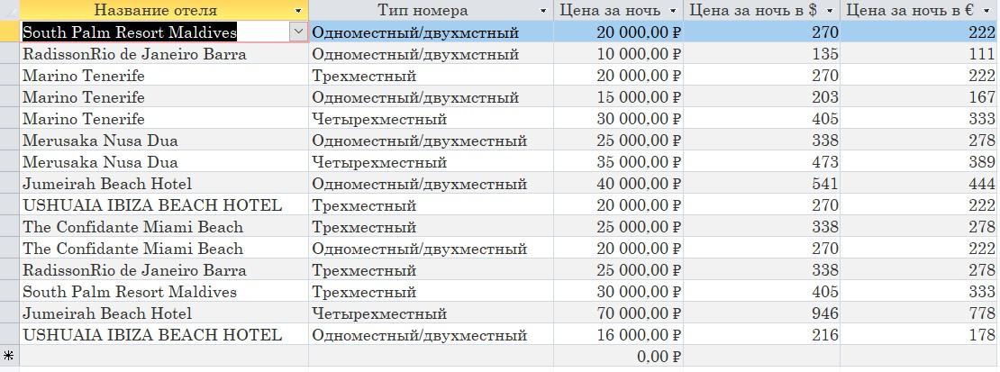 Название отеля Тип номера Цена за ночь Цена за ночь в $ Цена за ночь в €
South Palm Resort Maldives Одноместный/двухмстный 20 000,00 ₽ 270 222
RadissonRio de Janeiro Barra Одноместный/двухмстный 10 000,00 ₽ 135 111
Marino Tenerife Трехместный 20 000,00 ₽ 270 222
Marino Tenerife Одноместный/двухмстный 15 000,00 ₽ 203 167
Marino Tenerife Четырехместный 30 000,00 ₽ 405 333
Merusaka Nusa Dua Одноместный/двухместный 25 000,00 ₽ 338 278
Merusaka Nusa Dua Четырехместный 35 000,00 ₽ 473 389
Jumeirah Beach Hotel Одноместный/двухместный 40 000,00 ₽ 541 444
USHUAIA IBIZA BEACH HOTEL Трехместный 20 000,00 ₽ 270 222
The Confidante Miami Beach Трехместный 25 000,00 ₽ 338 278
The Confidante Miami Beach Одноместный/двухместный 20 000,00 ₽ 270 222
RadissonRio de Janeiro Barra Трехместный 25 000,00 ₽ 338 278
South Palm Resort Maldives Трехместный 30 000,00 ₽ 405 333
Jumeirah Beach Hotel Четырехместный 70 000,00 ₽ 946 778
USHUAIA IBIZA BEACH HOTEL Одноместный/двухместный 16 000,00 ₽ 216 178
0,00 ₽